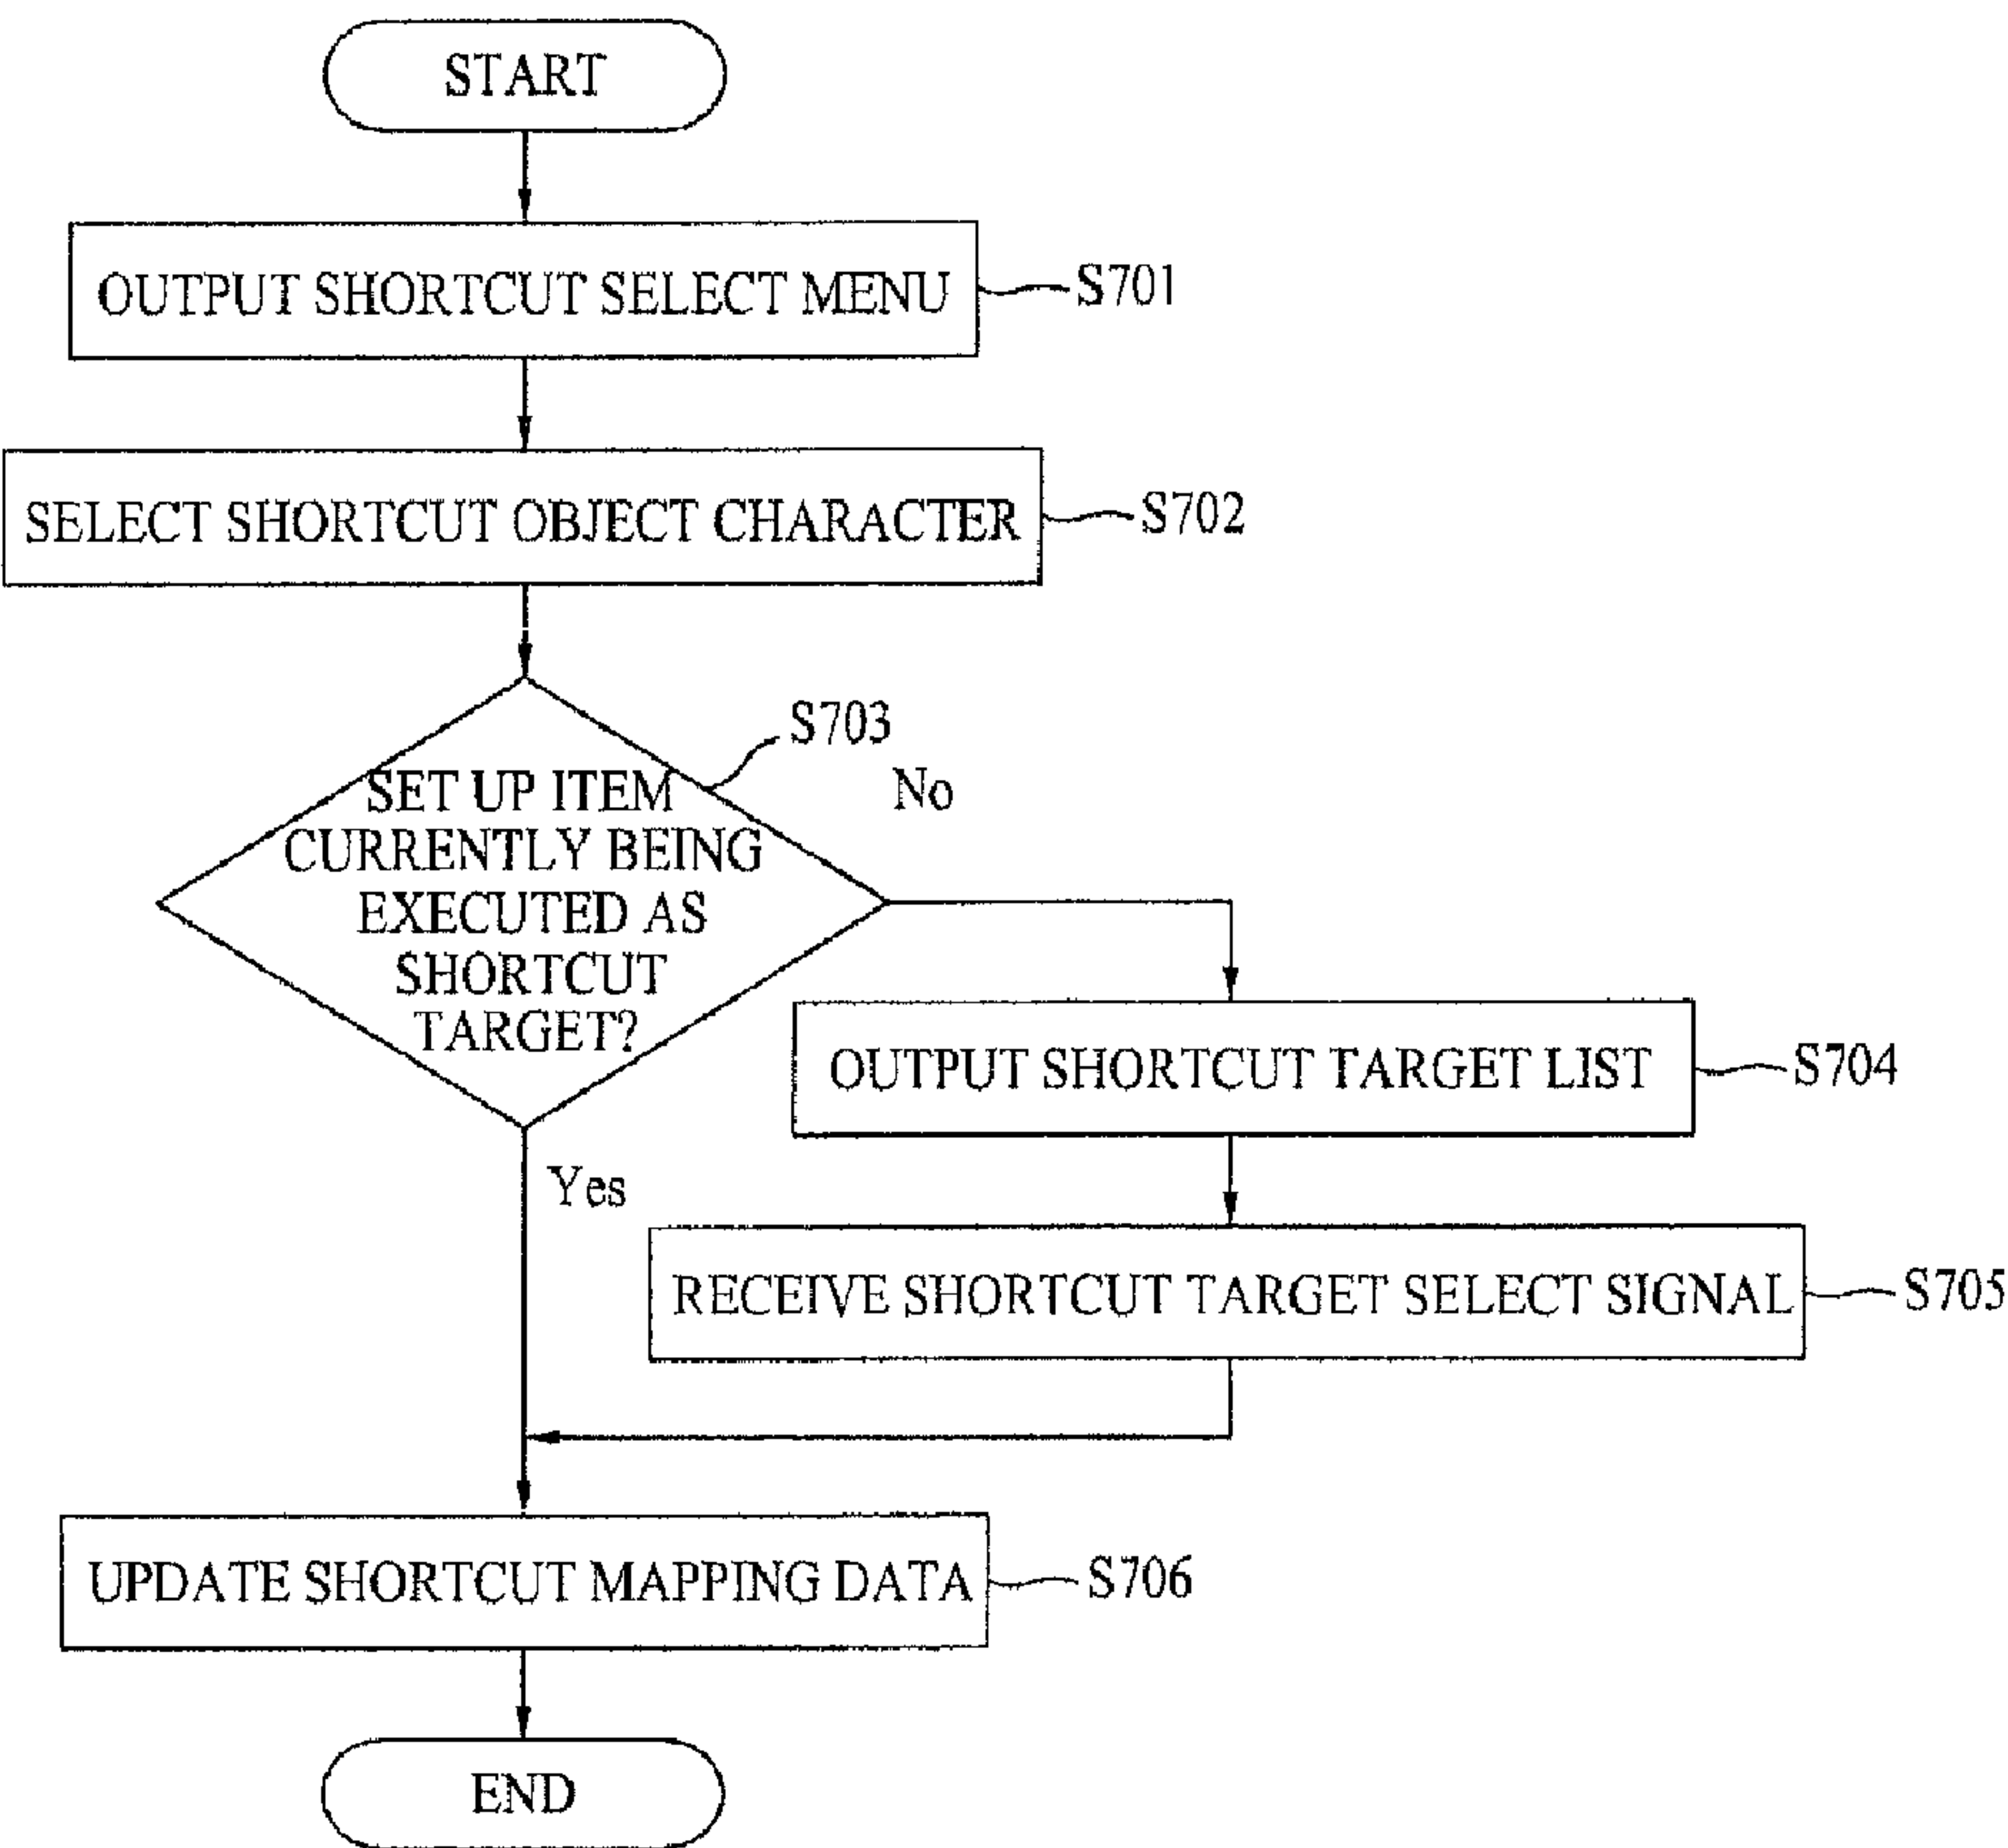 START
OUTPUT SHORTCUT SELECT MENU
S701
SELECT SHORTCUT OBJECT CHARACTER
S702
S703
No
SET UP ITEM
CURRENTLY BEING
EXECUTED AS
SHORTCUT
TARGET?
OUTPUT SHORTCUT TARGET LIST
S704
Yes
RECEIVE SHORTCUT TARGET SELECT SIGNAL
S705
UPDATE SHORTCUT MAPPING DATA
S706
END